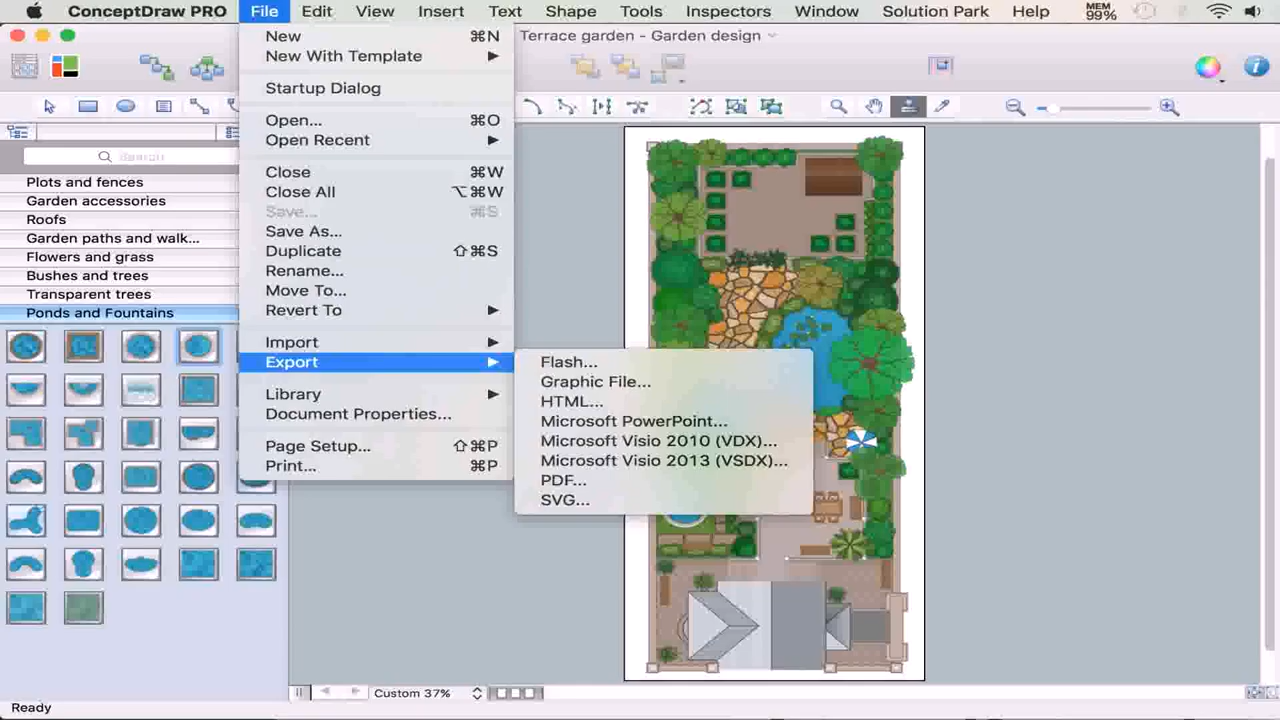 ConceptDraw PRO File Edit View Insert Text Shape Tools Inspectors Window Solution Park Help MEM 99%
Terrace garden - Garden design
New ⌘N
New With Template
Startup Dialog
Open... ⌘O
Open Recent
Close ⌘W
Close All ⌥⌘W
Save... ⌘S
Save As...
Duplicate ⇧⌘S
Rename...
Move To...
Revert To
Import
Export
Library
Document Properties...
Page Setup... ⇧⌘P
Print... ⌘P
Flash...
Graphic File...
HTML...
Microsoft PowerPoint...
Microsoft Visio 2010 (VDX)...
Microsoft Visio 2013 (VSDX)...
PDF...
SVG...
Search
Plots and fences
Garden accessories
Roofs
Garden paths and walk...
Flowers and grass
Bushes and trees
Transparent trees
Ponds and Fountains
Custom 37%
Ready